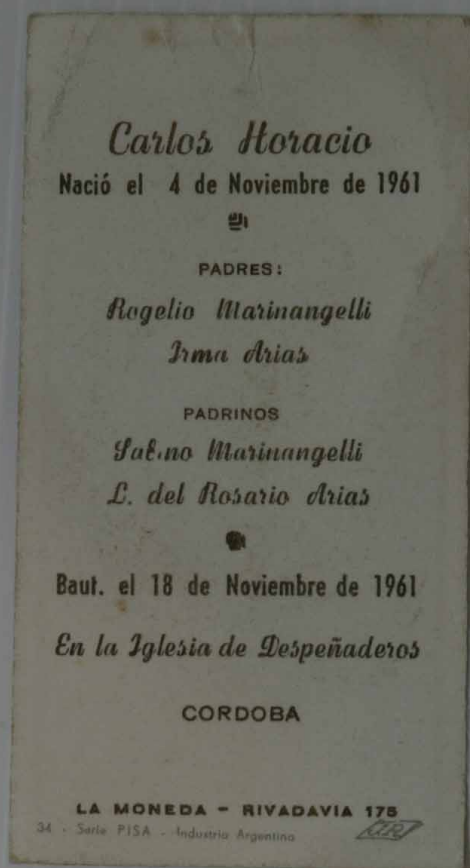 Carlos Horacio
Nació el 4 de Noviembre de 1961
PADRES:
Rogelio Marinangelli
Irma Arias
PADRINOS
Sabino Marinangelli
L. del Rosario Arias
Baut. el 18 de Noviembre de 1961
En la Iglesia de Despeñaderos
CORDOBA
LA MONEDA - RIVADAVIA 175
34 - Serie PISA - Industria Argentina